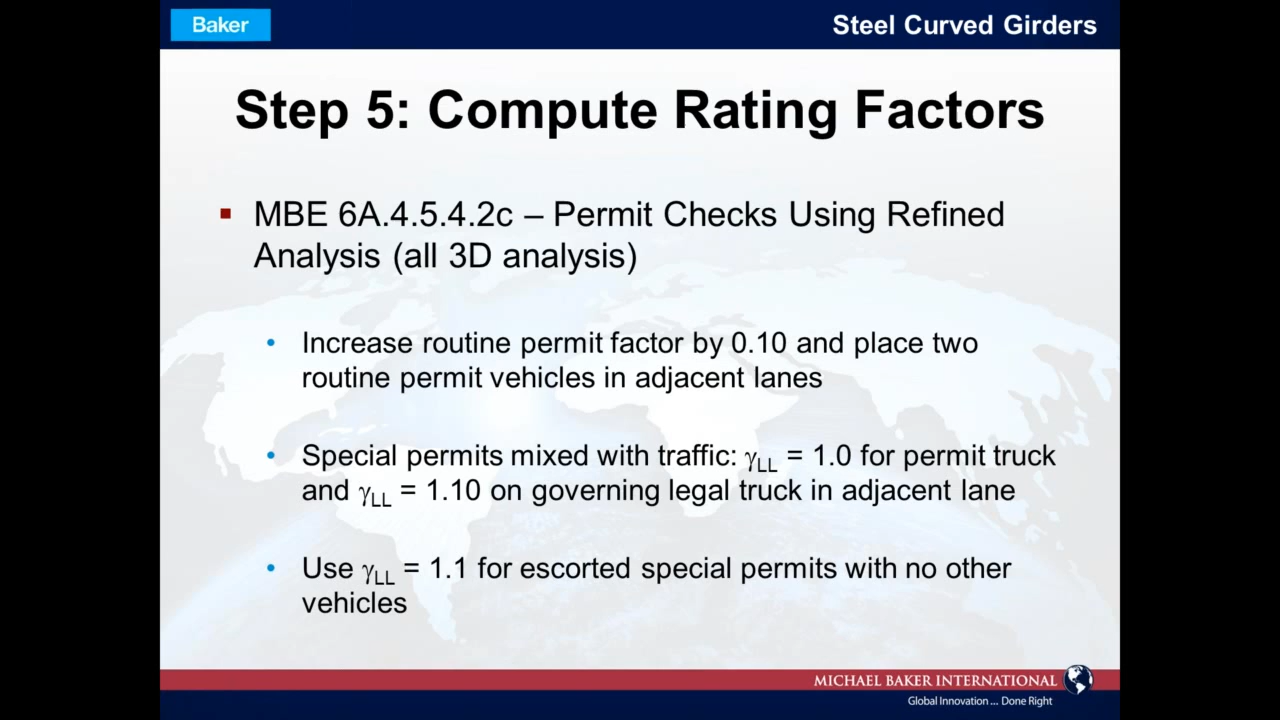 Baker
Steel Curved Girders
Step 5: Compute Rating Factors
▪ MBE 6A.4.5.4.2c – Permit Checks Using Refined
Analysis (all 3D analysis)
• Increase routine permit factor by 0.10 and place two
routine permit vehicles in adjacent lanes
• Special permits mixed with traffic: γLL = 1.0 for permit truck
and γLL = 1.10 on governing legal truck in adjacent lane
• Use γLL = 1.1 for escorted special permits with no other
vehicles
MICHAEL BAKER INTERNATIONAL
Global Innovation ... Done Right